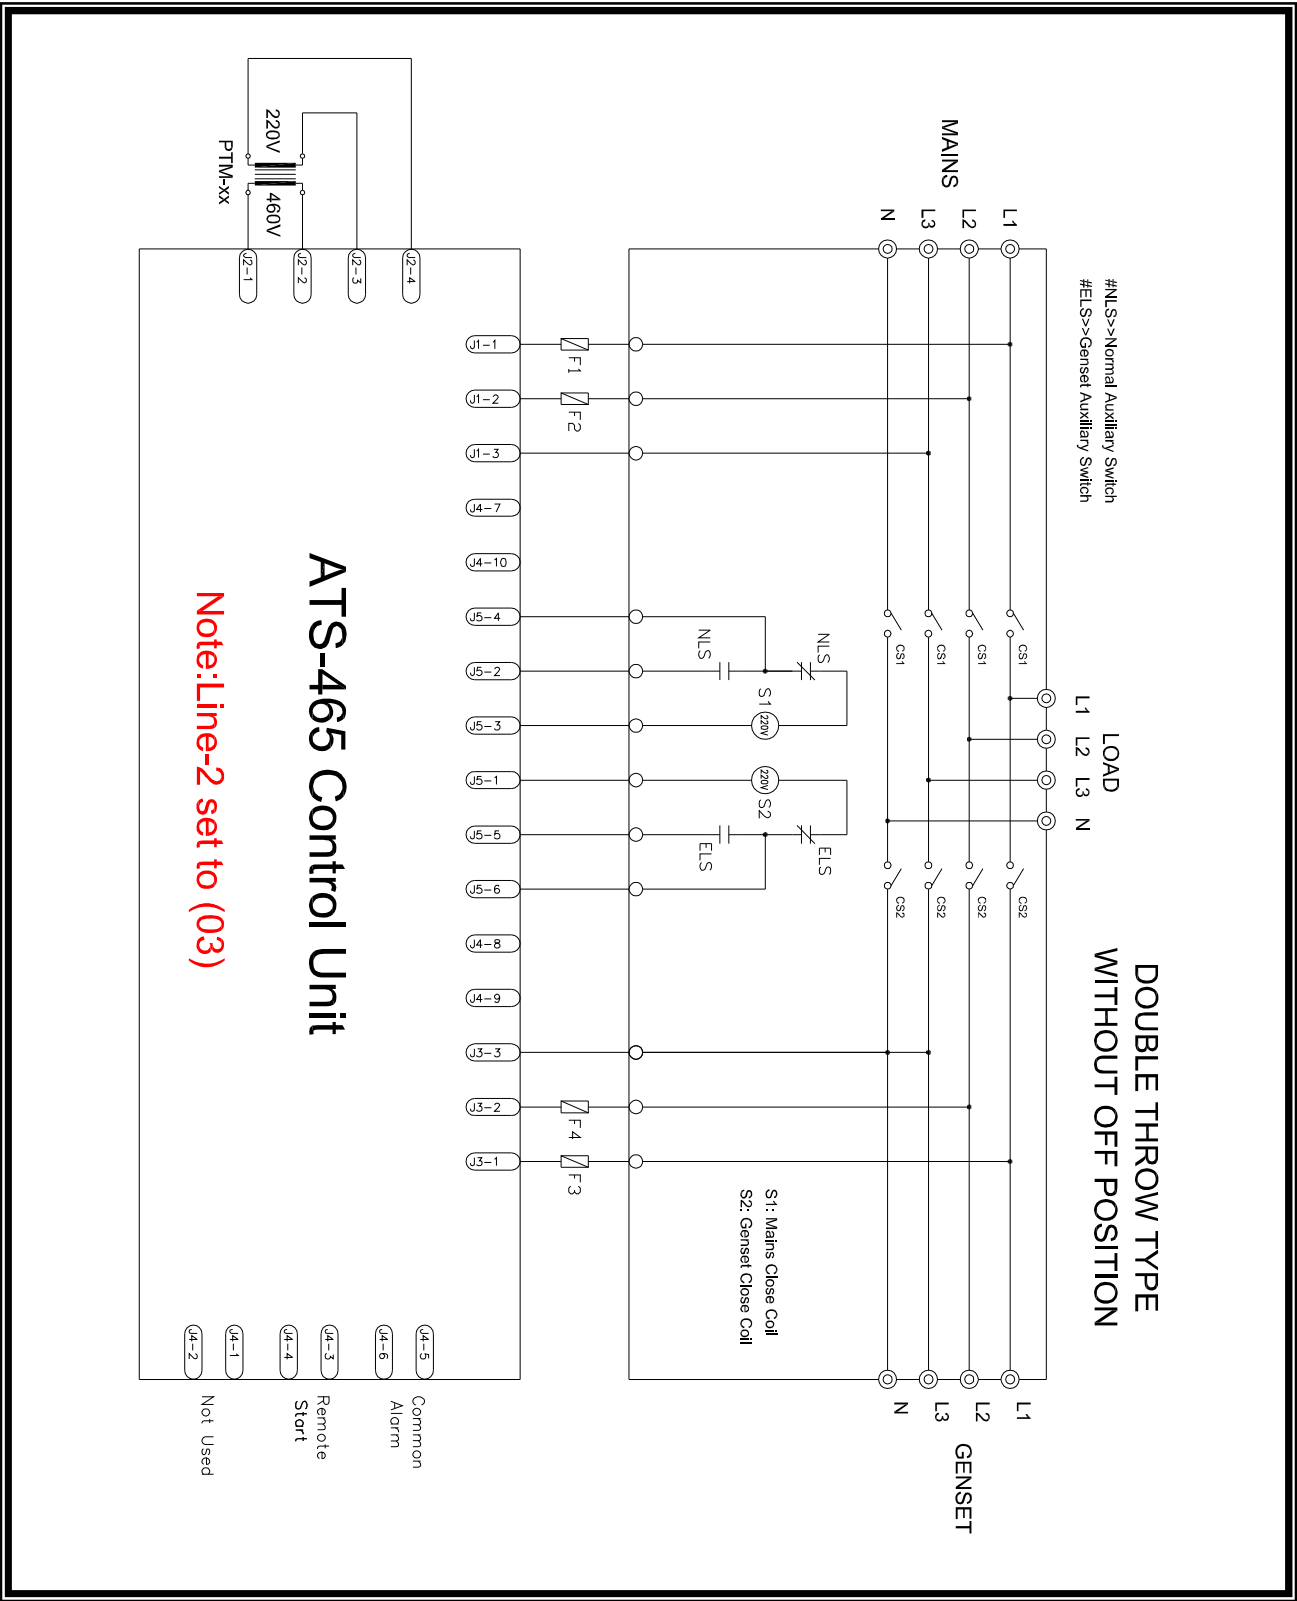 DOUBLE THROW TYPE
WITHOUT OFF POSITION
#NLS>>Normal Auxiliary Switch
#ELS>>Genset Auxiliary Switch
LOAD
L1
L2
L3
N
MAINS
L1
L2
L3
N
CS1
CS1
CS1
CS1
CS2
CS2
CS2
CS2
L1
L2
L3
N
GENSET
NLS
NLS
S1
220V
220V
S2
ELS
ELS
S1: Mains Close Coil
S2: Genset Close Coil
F1
F2
F4
F3
J1-1
J1-2
J1-3
J4-7
J4-10
J5-4
J5-2
J5-3
J5-1
J5-5
J5-6
J4-8
J4-9
J3-3
J3-2
J3-1
220V
460V
PTM-xx
J2-4
J2-3
J2-2
J2-1
ATS-465 Control Unit
Note:Line-2 set to (03)
J4-5
J4-6
J4-3
J4-4
J4-1
J4-2
Common
Alarm
Remote
Start
Not Used